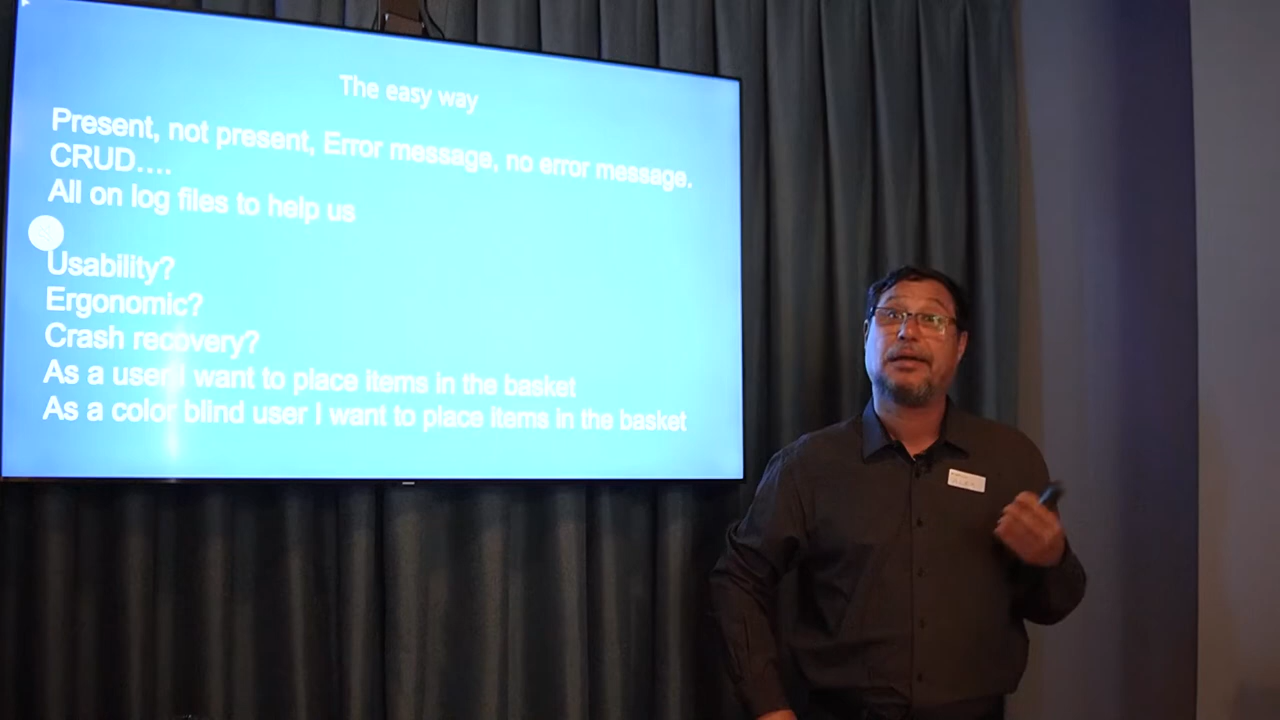 The easy way
Present, not present, Error message, no error message.
CRUD....
All on log files to help us
Usability?
Ergonomic?
Crash recovery?
As a user I want to place items in the basket
As a color blind user I want to place items in the basket